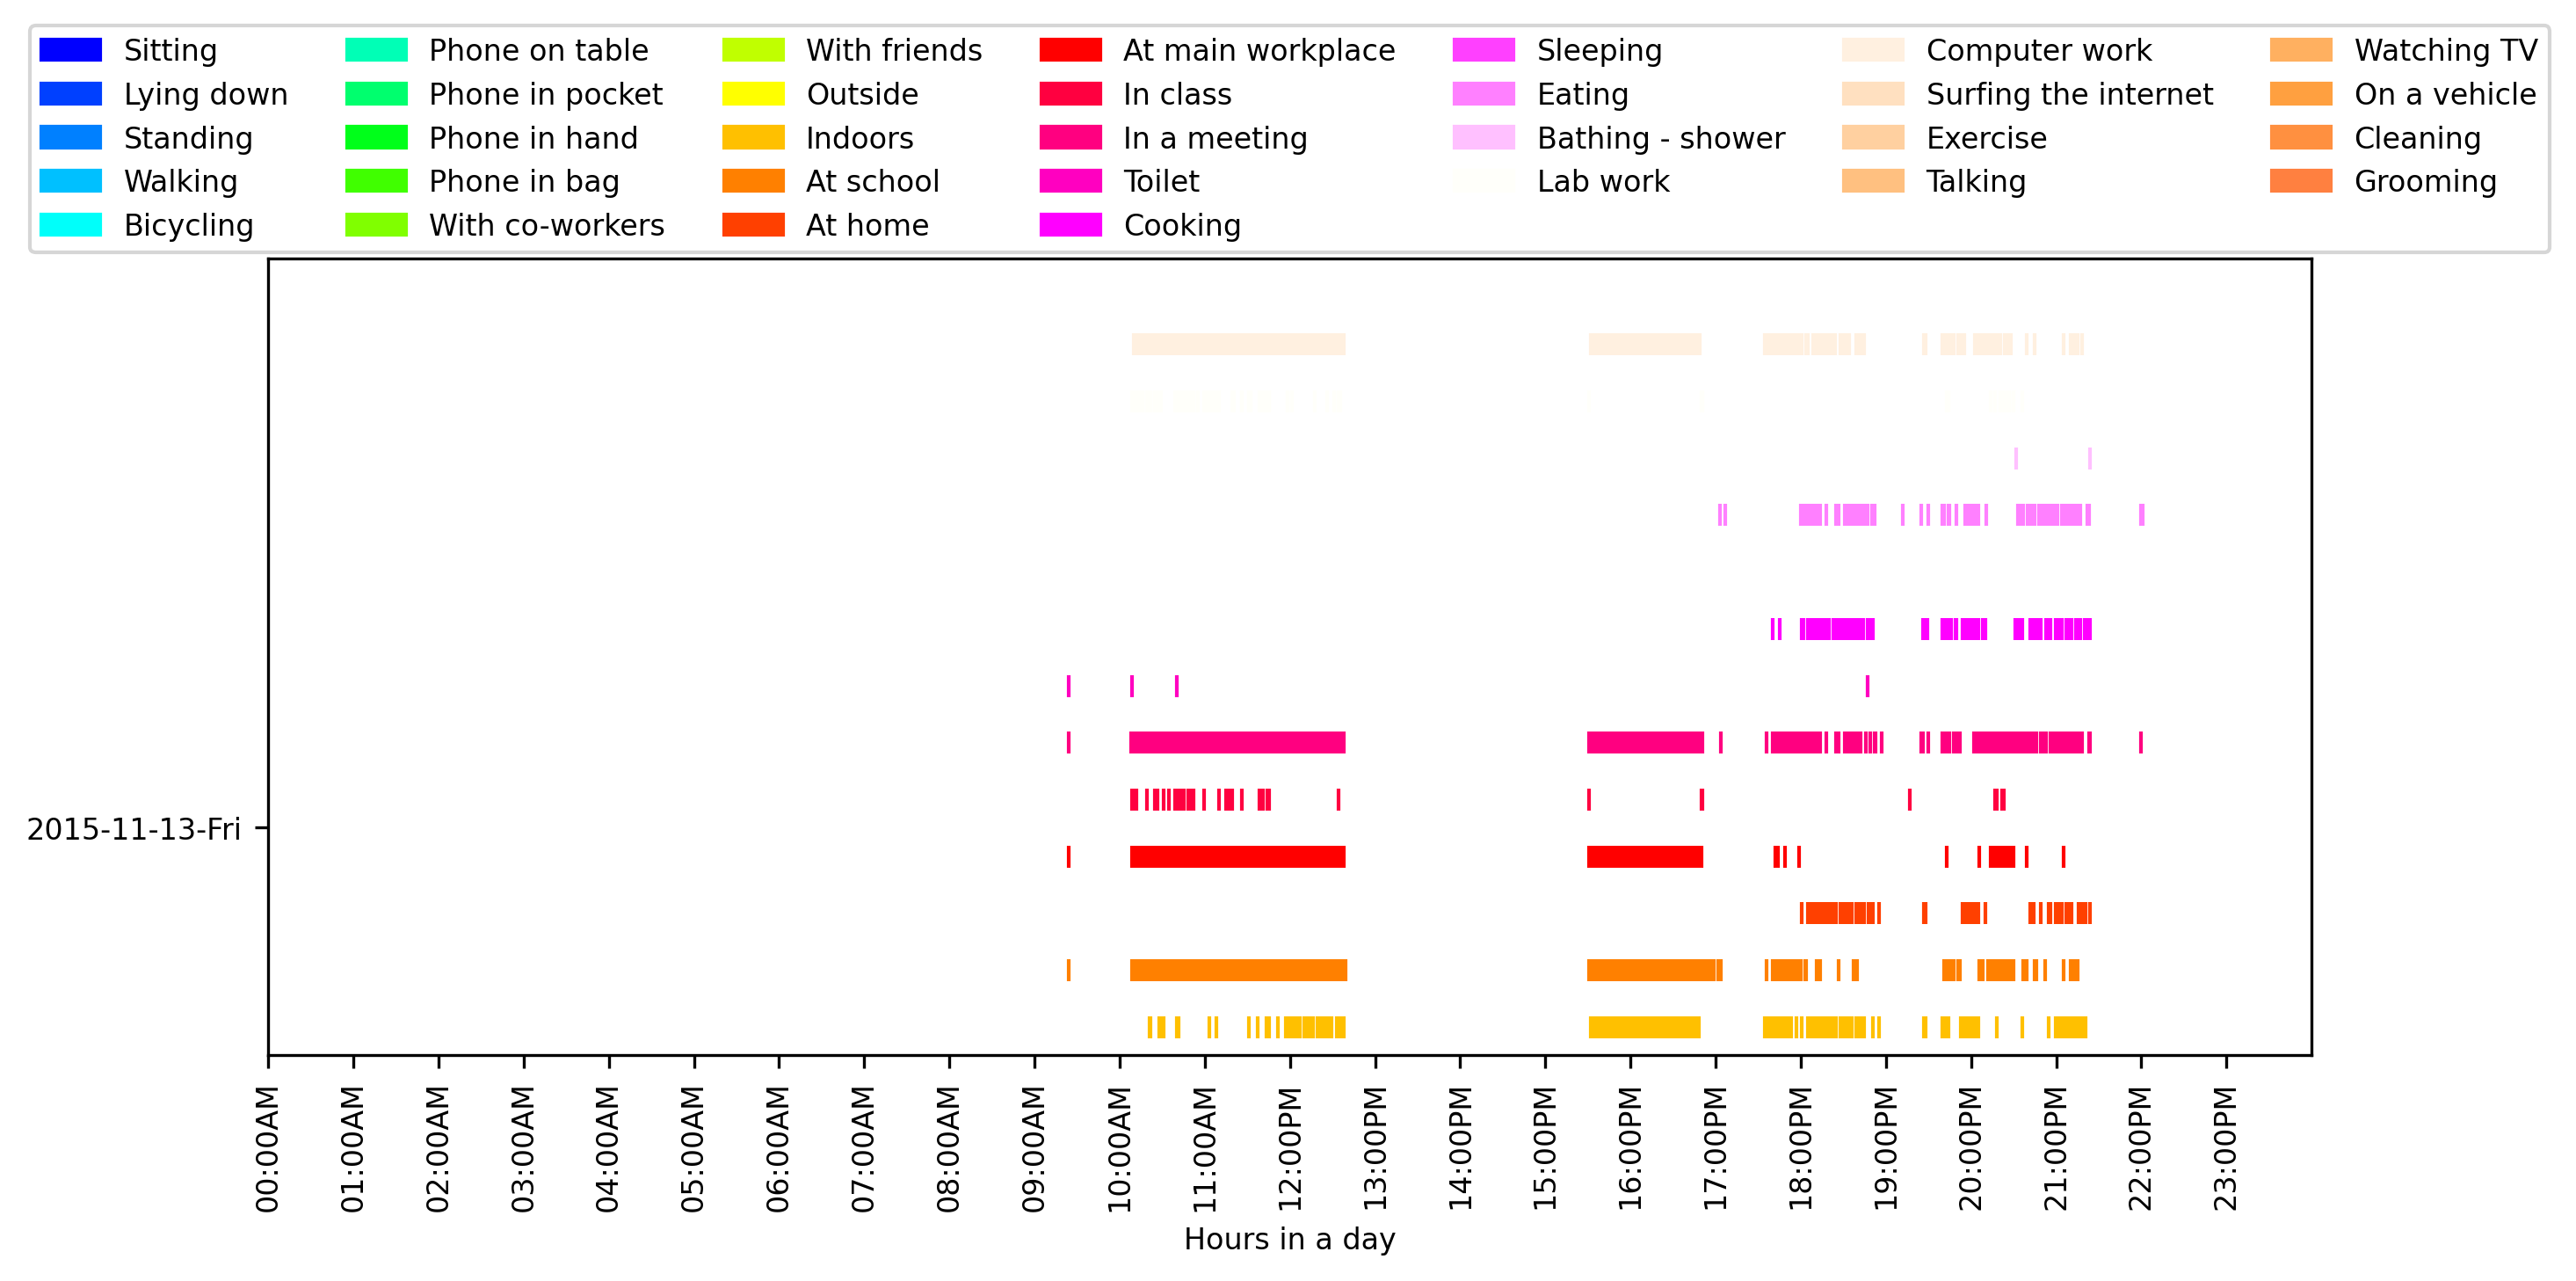 Sitting
Lying down
Standing
Walking
Bicycling
Phone on table
Phone in pocket
Phone in hand
Phone in bag
With co-workers
With friends
Outside
Indoors
At school
At home
At main workplace
In class
In a meeting
Toilet
Cooking
Sleeping
Eating
Bathing - shower
Lab work
Computer work
Surfing the internet
Exercise
Talking
Watching TV
On a vehicle
Cleaning
Grooming
2015-11-13-Fri
00:00AM
01:00AM
02:00AM
03:00AM
04:00AM
05:00AM
06:00AM
07:00AM
08:00AM
09:00AM
10:00AM
11:00AM
12:00PM
13:00PM
14:00PM
15:00PM
16:00PM
17:00PM
18:00PM
19:00PM
20:00PM
21:00PM
22:00PM
23:00PM
Hours in a day